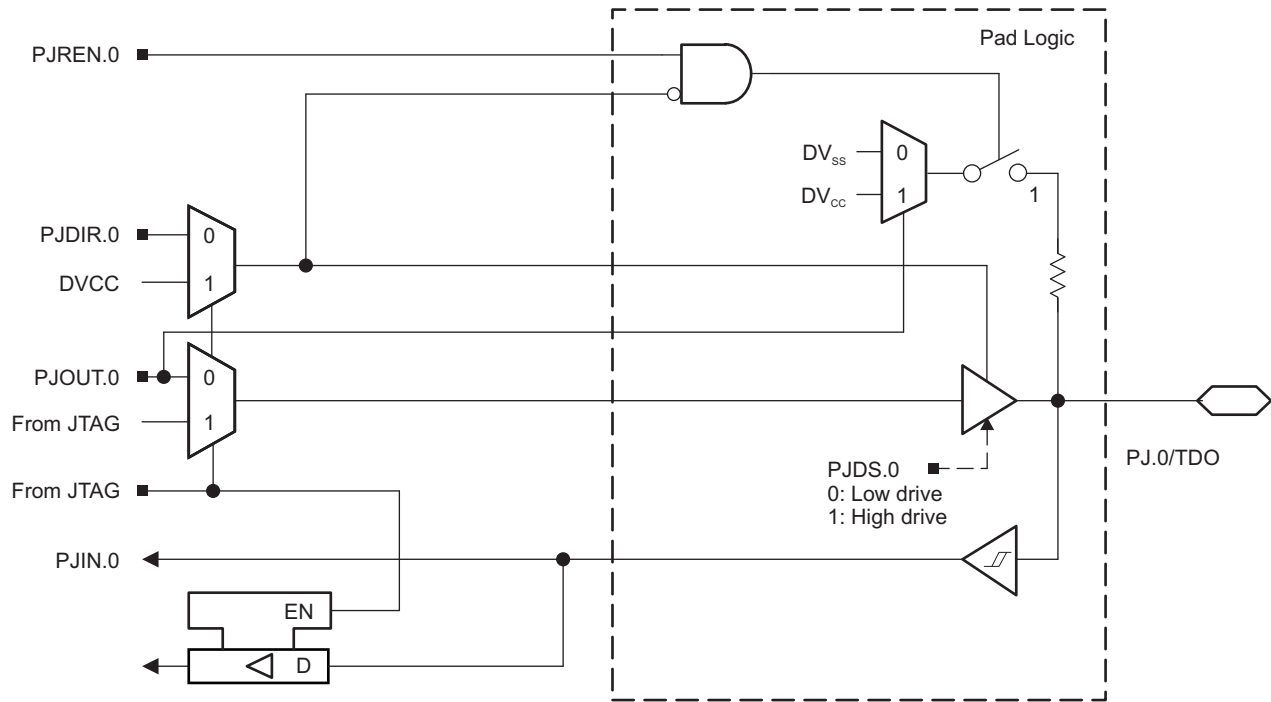 Pad Logic
PJREN.0
DVSS
0
DVCC
1
1
PJDIR.0
0
DVCC
1
PJOUT.0
0
From JTAG
1
PJ.0/TDO
PJDS.0
0: Low drive
1: High drive
From JTAG
PJIN.0
EN
D